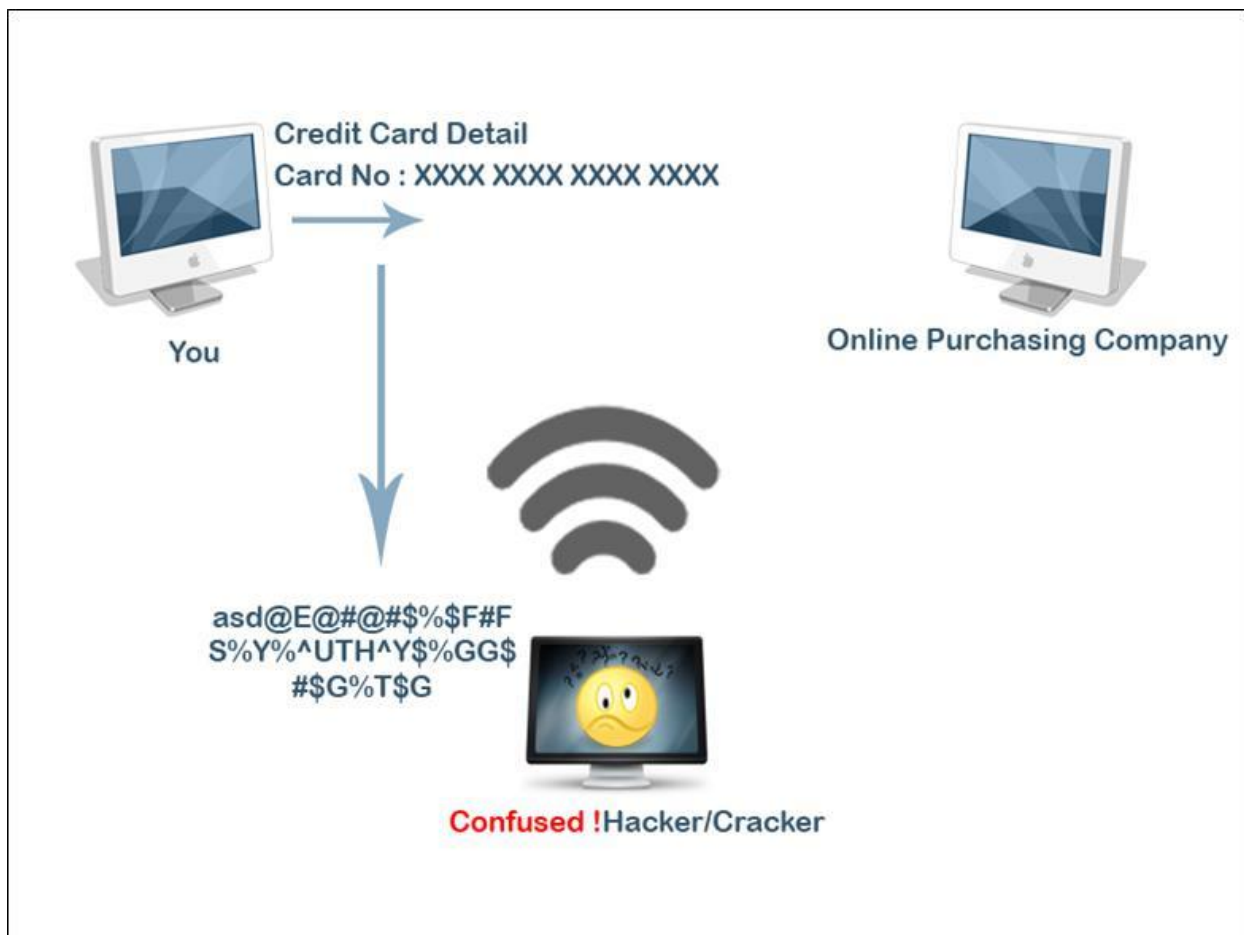 Credit Card Detail
Card No : XXXX XXXX XXXX XXXX
You
Online Purchasing Company
asd@E@#@#$%$F#F
S%Y%^UTH^Y$%GG$
#$G%T$G
Confused !Hacker/Cracker